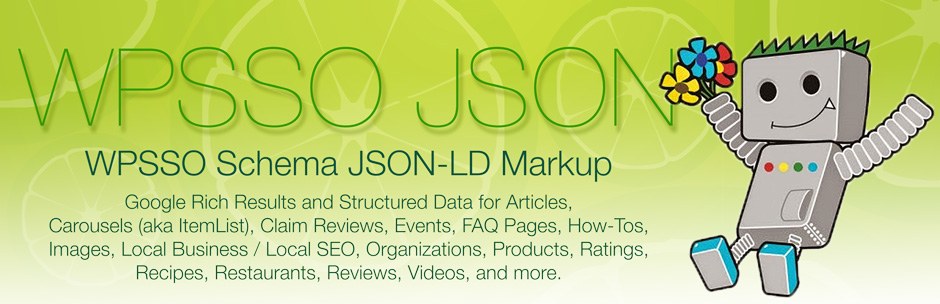 WPSSO JSON
WPSSO Schema JSON-LD Markup
Google Rich Results and Structured Data for Articles,
Carousels (aka ItemList), Claim Reviews, Events, FAQ Pages, How-Tos,
Images, Local Business / Local SEO, Organizations, Products, Ratings,
Recipes, Restaurants, Reviews, Videos, and more.